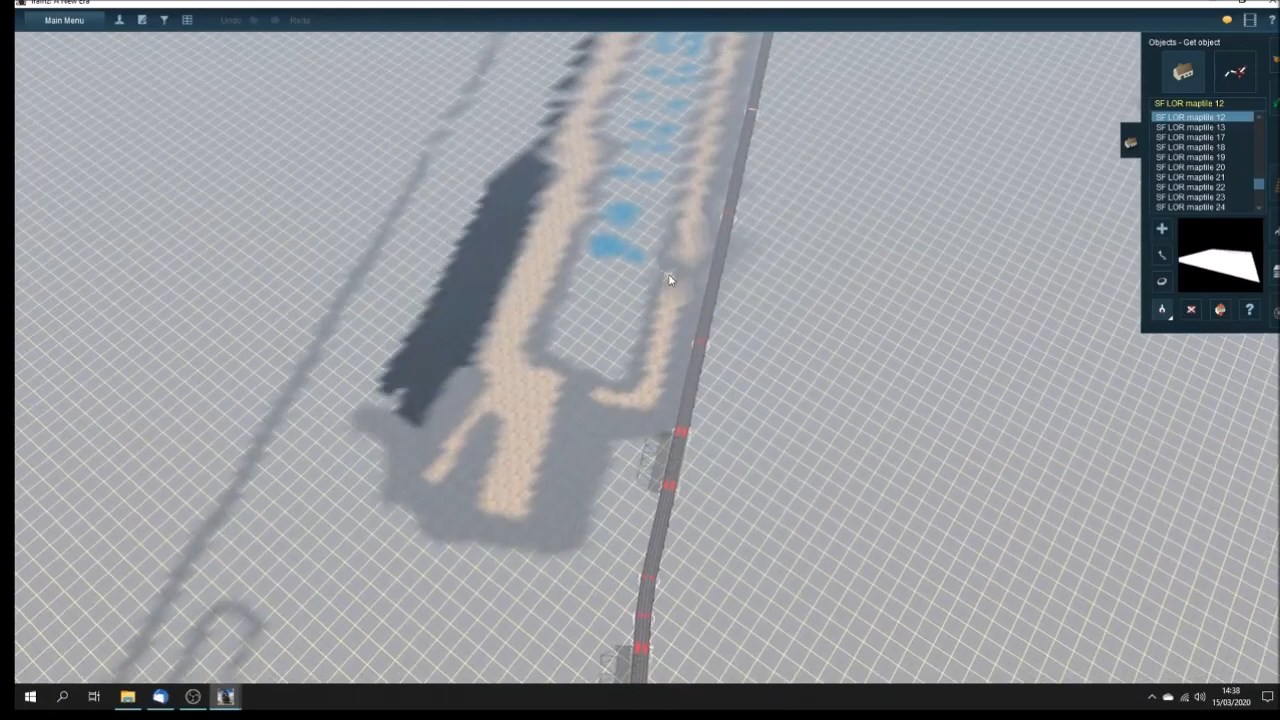 Trainz: A New Era
Main Menu
Undo
Redo
?
Objects - Get object
SF LOR maptile 12
SF LOR maptile 12
SF LOR maptile 13
SF LOR maptile 17
SF LOR maptile 18
SF LOR maptile 19
SF LOR maptile 20
SF LOR maptile 21
SF LOR maptile 22
SF LOR maptile 23
SF LOR maptile 24
?
14:38
15/03/2020